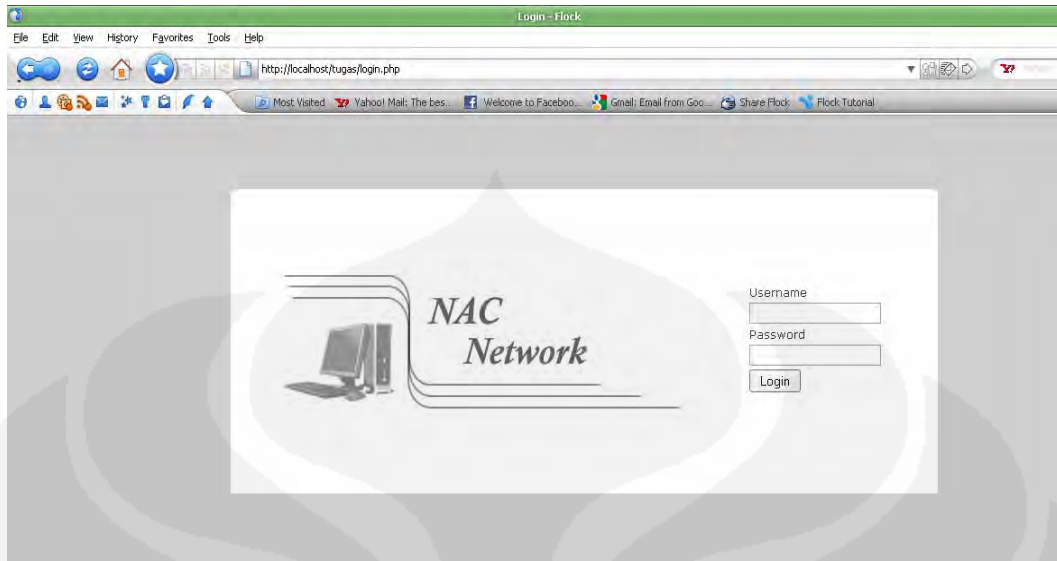 Login - Flock
File Edit View History Favorites Tools Help
http://localhost/tugas/login.php
Most Visited Yahoo! Mail: The bes... Welcome to Faceboo... Gmail: Email from Goo... Share Flock Flock Tutorial
NAC
Network
Username
Password
Login